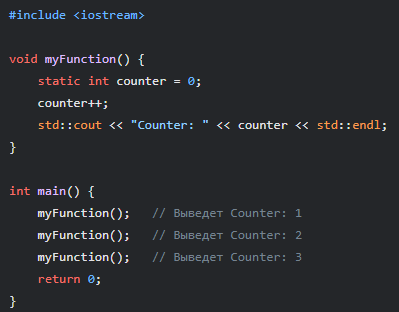 #include <iostream>
void myFunction() {
static int counter = 0;
counter++;
std::cout << "Counter: " << counter << std::endl;
}
int main() {
myFunction();   // Выведет Counter: 1
myFunction();   // Выведет Counter: 2
myFunction();   // Выведет Counter: 3
return 0;
}